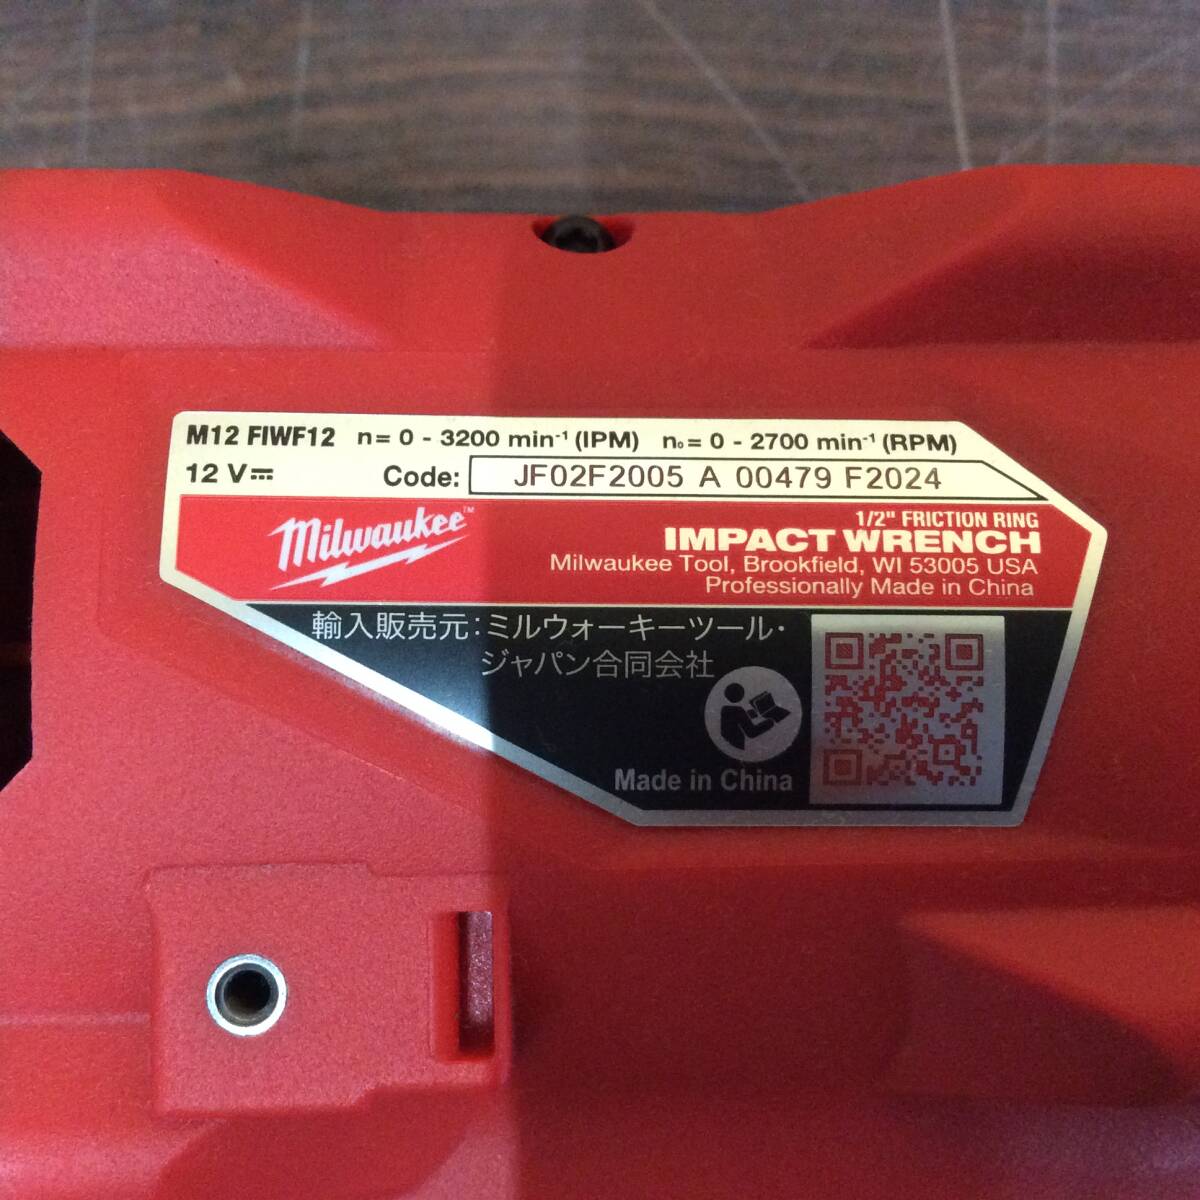 M12 FIWF12 n = 0 - 3200 min⁻¹ (IPM) n₀ = 0 - 2700 min⁻¹ (RPM)
12 V⎓ Code: JF02F2005 A 00479 F2024
Milwaukee™
1/2" FRICTION RING
IMPACT WRENCH
Milwaukee Tool, Brookfield, WI 53005 USA
Professionally Made in China
輸入販売元:ミルウォーキーツール・
ジャパン合同会社
Made in China